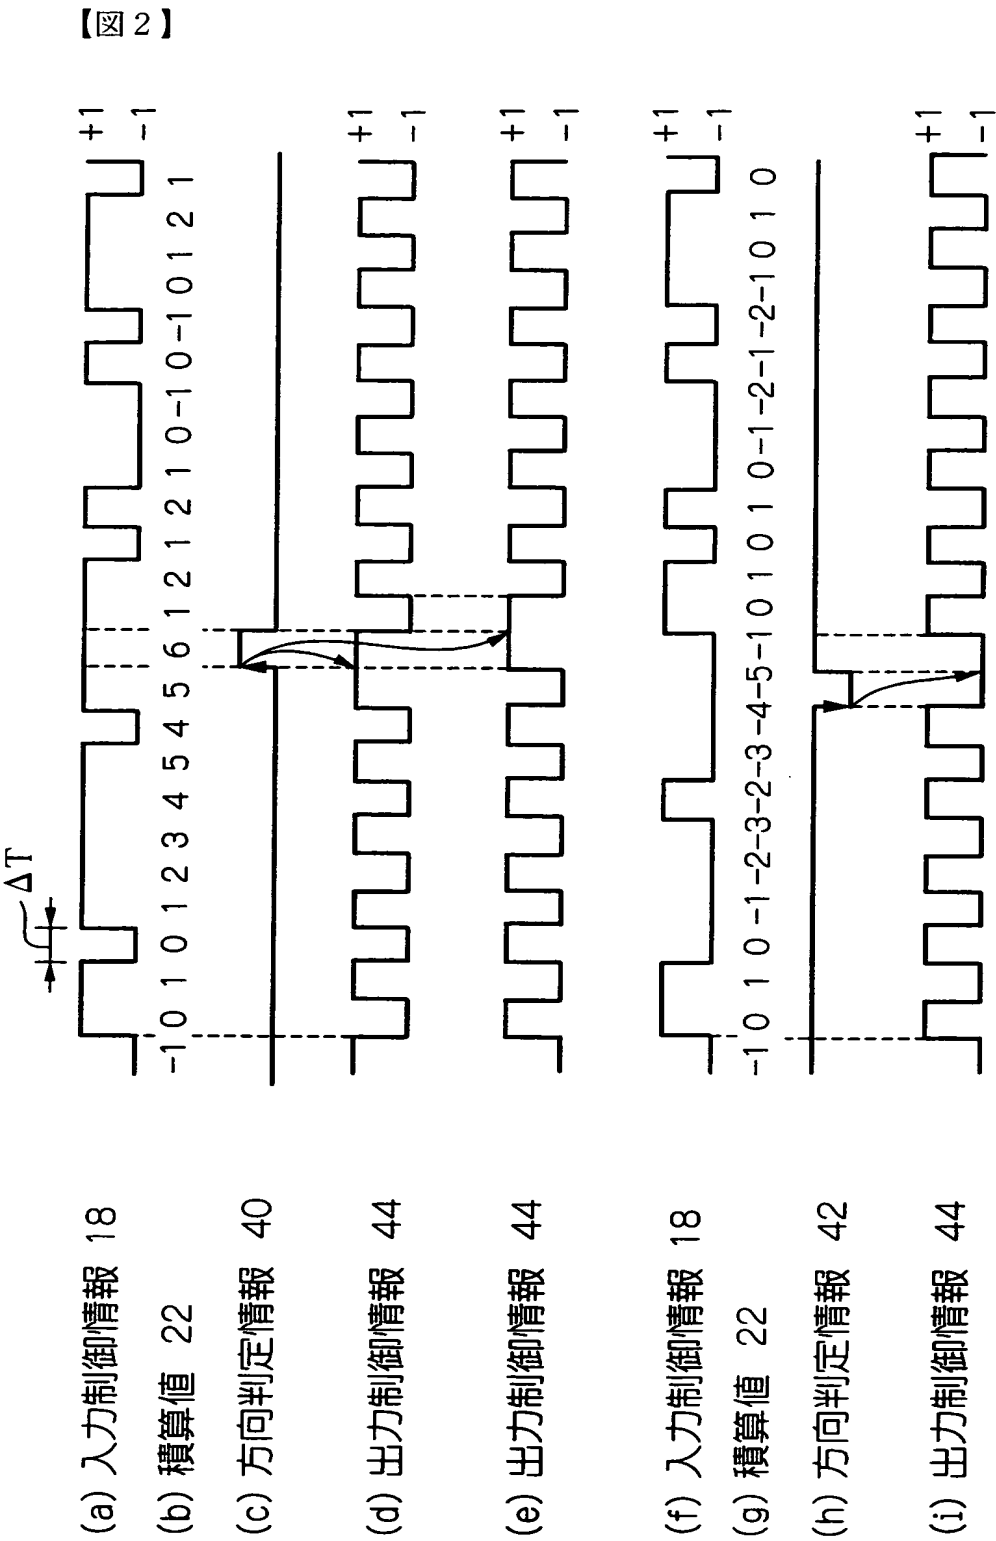 【図2】
ΔT
(a) 入力制御情報 18
+1
-1
(b) 積算値 22
-1 0 1 0 1 2 3 4 5 4 5 6 1 2 1 2 1 0 -1 0 -1 0 1 2 1
(c) 方向判定情報 40
(d) 出力制御情報 44
+1
-1
(e) 出力制御情報 44
+1
-1
(f) 入力制御情報 18
+1
-1
(g) 積算値 22
-1 0 1 0 -1 -2 -3 -2 -3 -4 -5 -1 0 1 0 1 0 -1 -2 -1 -2 -1 0 1 0
(h) 方向判定情報 42
(i) 出力制御情報 44
+1
-1